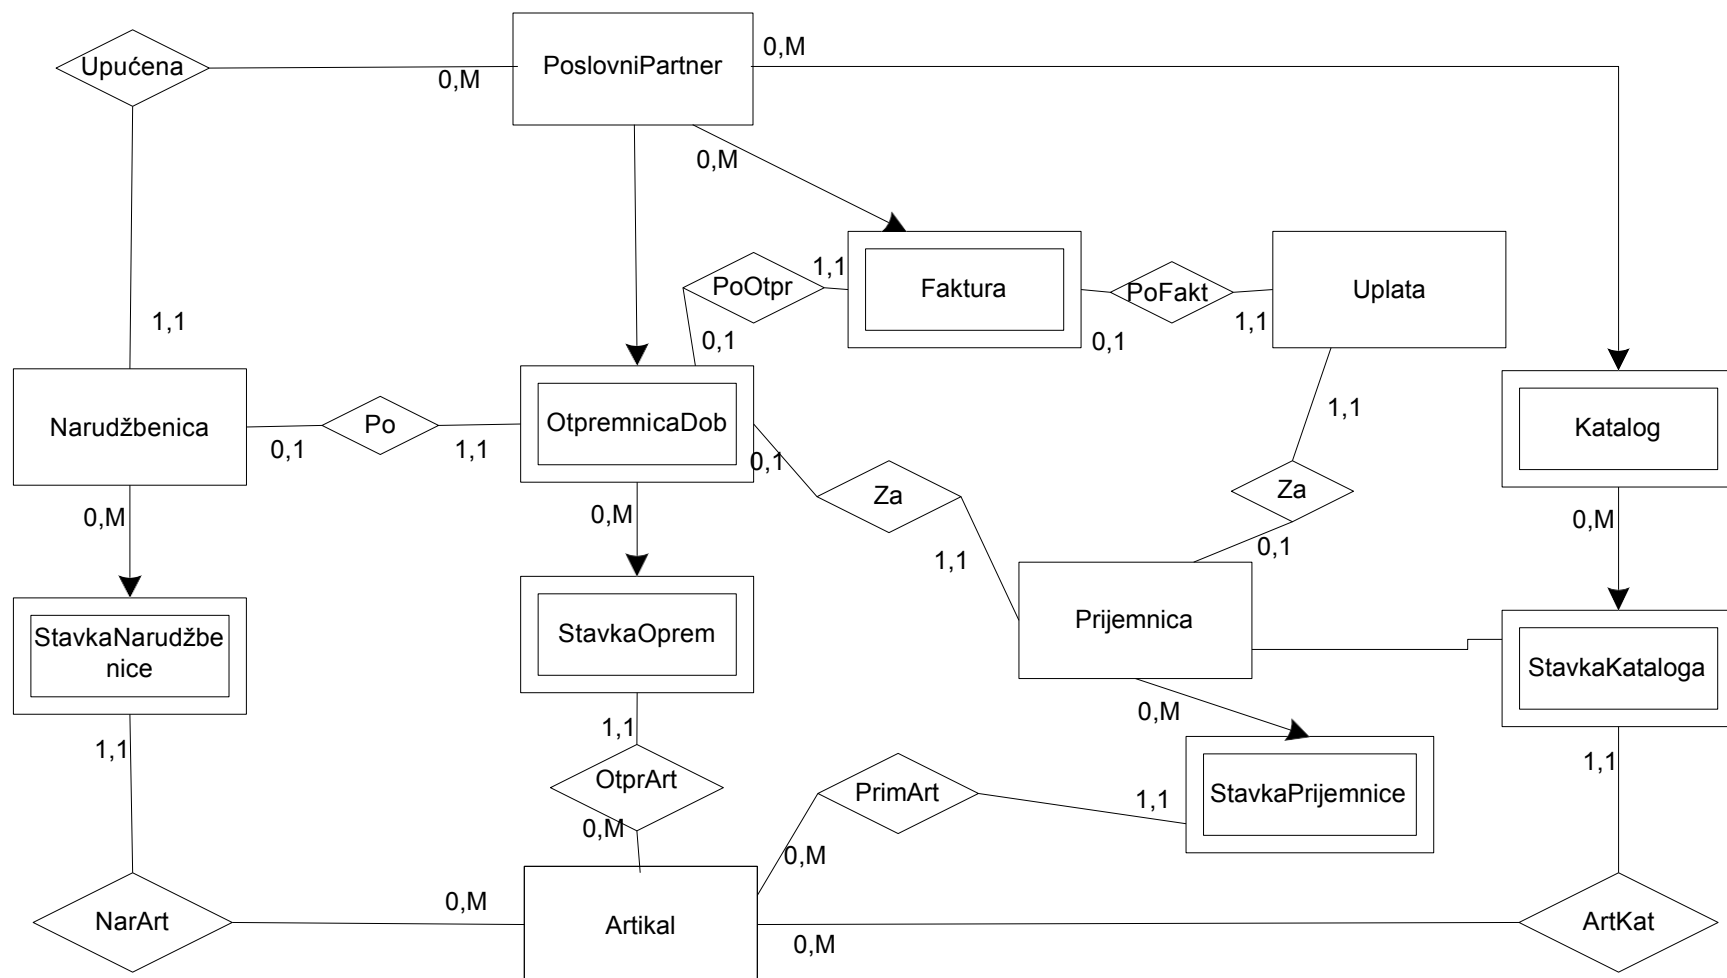 0,M
Upućena
PoslovniPartner
0,M
0,M
1,1
PoOtpr
1,1
Faktura
PoFakt
Uplata
1,1
0,1
0,1
1,1
Narudžbenica
0,1
Po
1,1
OtpremnicaDob
0,1
1,1
Katalog
Za
Za
0,M
0,M
0,M
1,1
0,1
StavkaNarudžbe
nice
StavkaOprem
Prijemnica
StavkaKataloga
1,1
1,1
0,M
1,1
OtprArt
PrimArt
1,1
StavkaPrijemnice
0,M
0,M
NarArt
0,M
Artikal
0,M
ArtKat